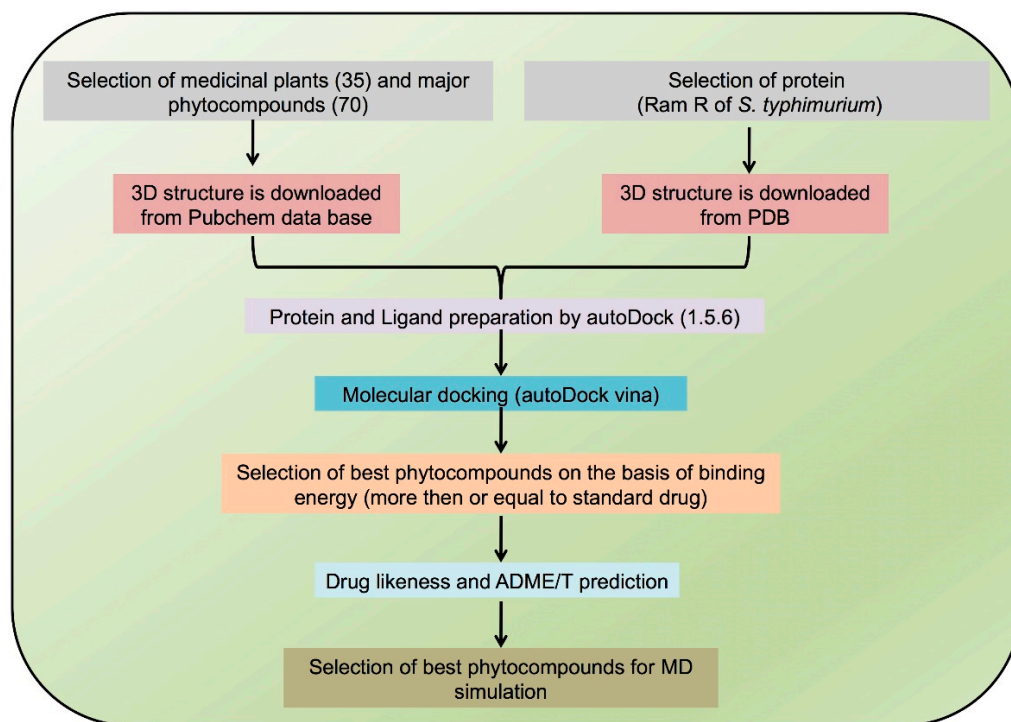 Selection of medicinal plants (35) and major
phytocompounds (70)
Selection of protein
(Ram R of S. typhimurium)
3D structure is downloaded
from Pubchem data base
3D structure is downloaded
from PDB
Protein and Ligand preparation by autoDock (1.5.6)
Molecular docking (autoDock vina)
Selection of best phytocompounds on the basis of binding
energy (more then or equal to standard drug)
Drug likeness and ADME/T prediction
Selection of best phytocompounds for MD
simulation